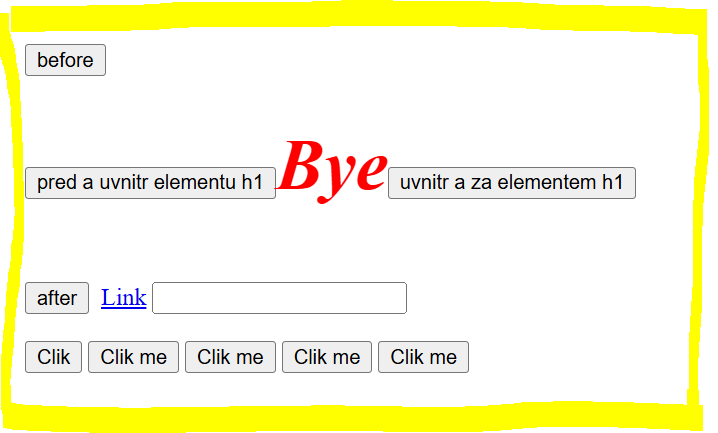 before
pred a uvnitr elementu h1 Bye uvnitr a za elementem h1
after Link
Clik Clik me Clik me Clik me Clik me